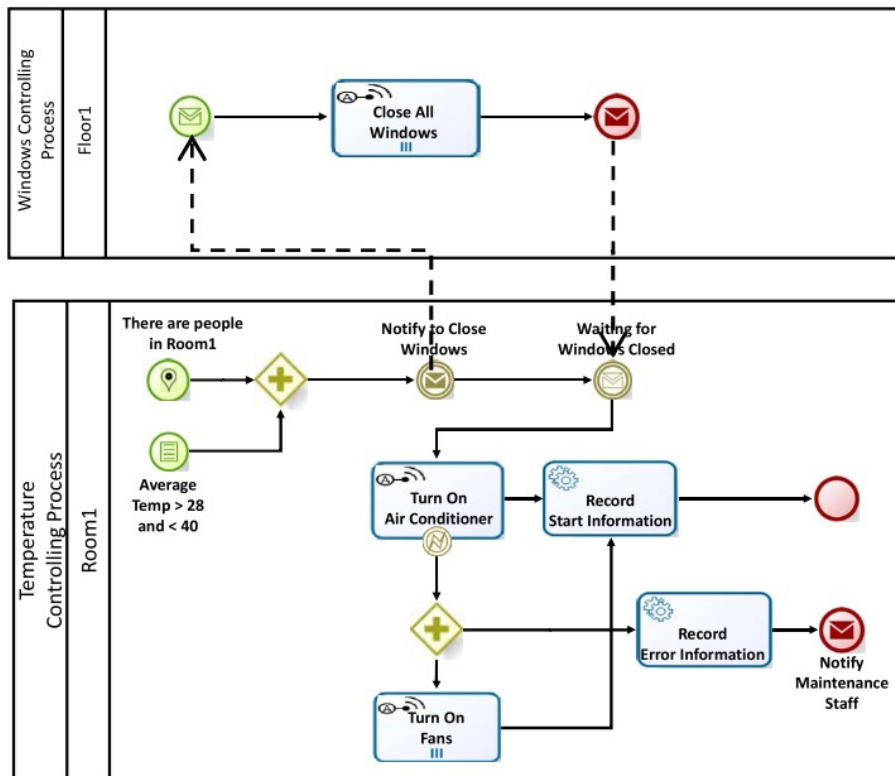 Windows Controlling
Process
Floor1
Close All
Windows
Temperature
Controlling Process
Room1
There are people
in Room1
Notify to Close
Windows
Waiting for
Windows Closed
Average
Temp > 28
and < 40
A
Turn On
Air Conditioner
Record
Start Information
Record
Error Information
Notify
Maintenance
Staff
A
Turn On
Fans
A